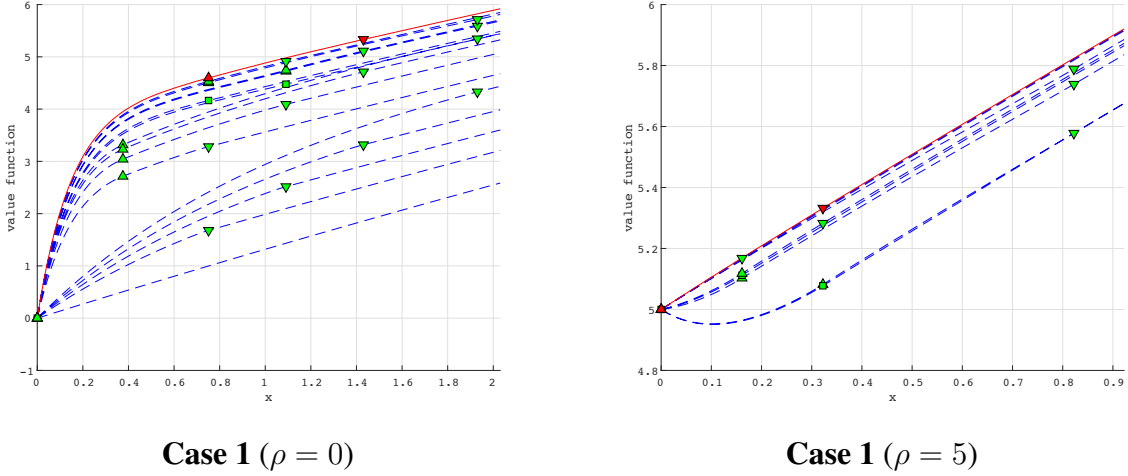 6
5
4
3
2
1
0
-1
value function
0 0.2 0.4 0.6 0.8 1 1.2 1.4 1.6 1.8 2
x
Case 1 (ρ = 0)
6
5.8
5.6
5.4
5.2
5
4.8
value function
0 0.1 0.2 0.3 0.4 0.5 0.6 0.7 0.8 0.9
x
Case 1 (ρ = 5)